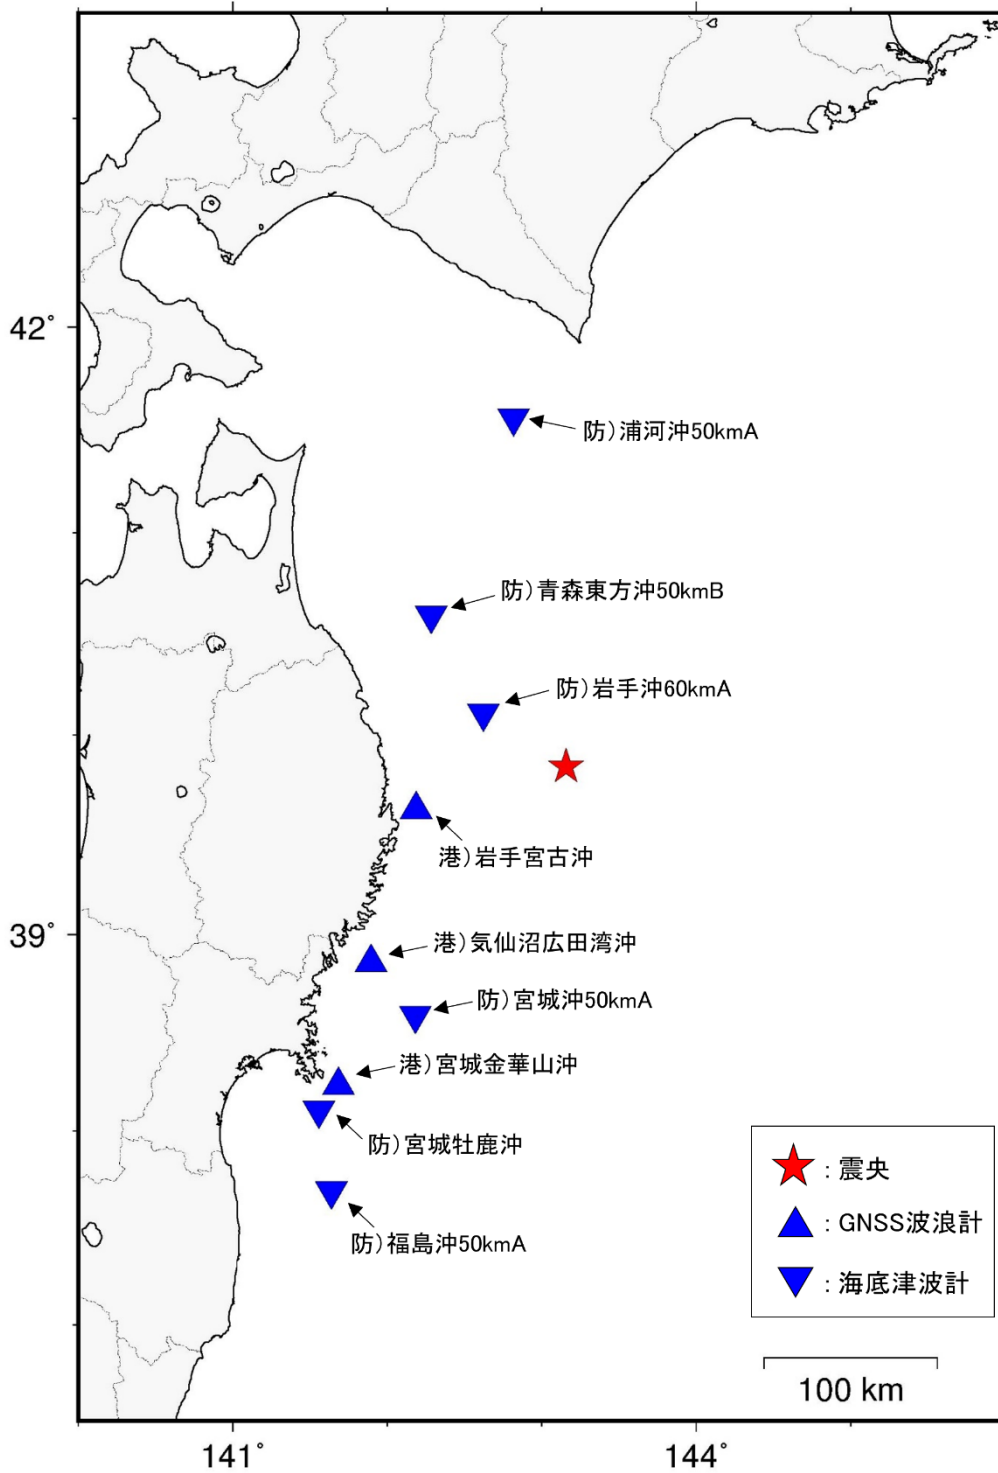 42°
防）浦河沖50kmA
防）青森東方沖50kmB
防）岩手沖60kmA
港）岩手宮古沖
39°
港）気仙沼広田湾沖
防）宮城沖50kmA
港）宮城金華山沖
防）宮城牡鹿沖
防）福島沖50kmA
：震央
：GNSS波浪計
：海底津波計
100 km
141°
144°